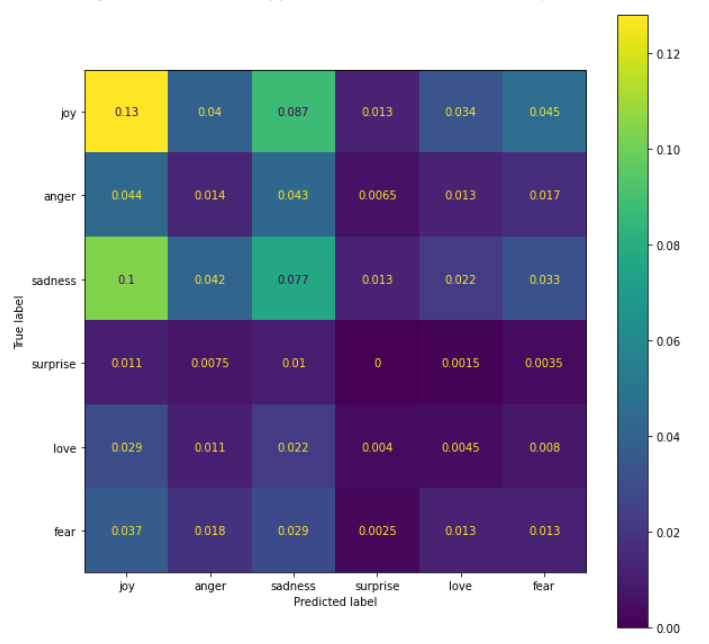 0.12
joy 0.13 0.04 0.087 0.013 0.034 0.045
0.10
anger 0.044 0.014 0.043 0.0065 0.013 0.017
0.08
sadness 0.1 0.042 0.077 0.013 0.022 0.033
True label
0.06
surprise 0.011 0.0075 0.01 0 0.0015 0.0035
0.04
love 0.029 0.011 0.022 0.004 0.0045 0.008
0.02
fear 0.037 0.018 0.029 0.0025 0.013 0.013
joy anger sadness surprise love fear
Predicted label
0.00